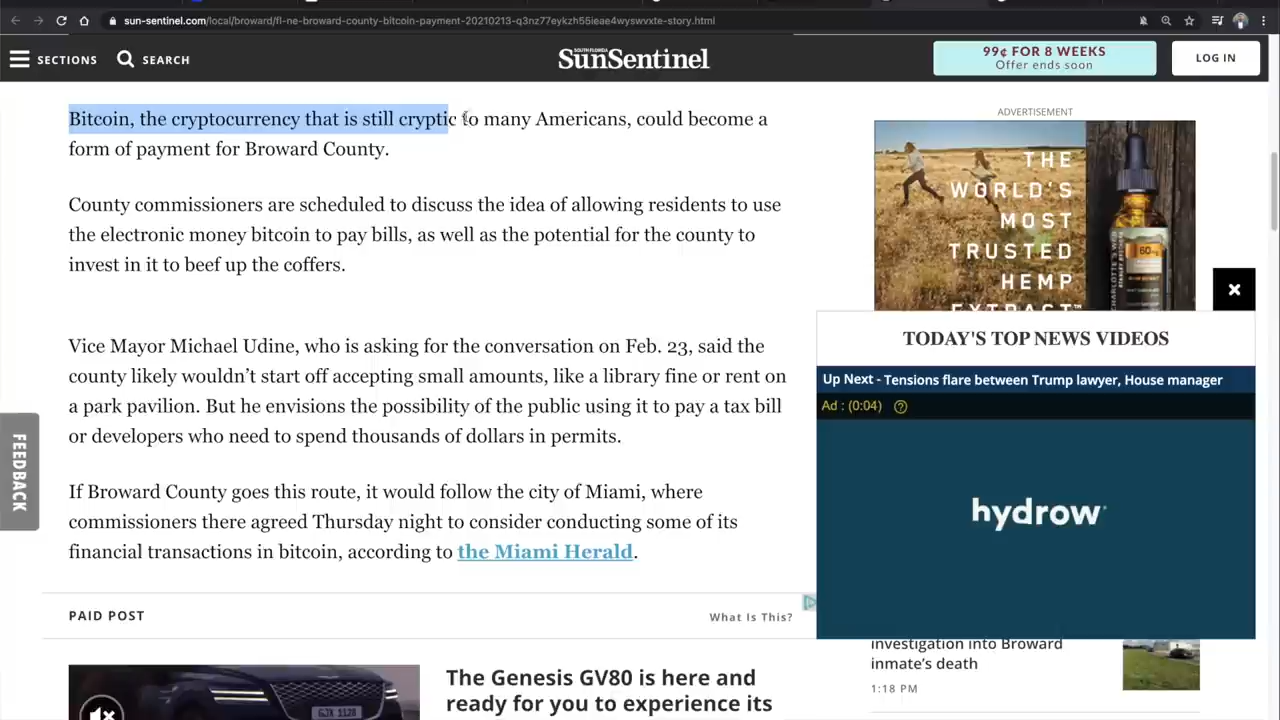 sun-sentinel.com/local/broward/fl-ne-broward-county-bitcoin-payment-20210213-q3nz77eykzh55ieae4wyswvxte-story.html
SECTIONS
SEARCH
SOUTH FLORIDA
SunSentinel
99¢ FOR 8 WEEKS
Offer ends soon
LOG IN
Bitcoin, the cryptocurrency that is still cryptic to many Americans, could become a
form of payment for Broward County.
County commissioners are scheduled to discuss the idea of allowing residents to use
the electronic money bitcoin to pay bills, as well as the potential for the county to
invest in it to beef up the coffers.
Vice Mayor Michael Udine, who is asking for the conversation on Feb. 23, said the
county likely wouldn’t start off accepting small amounts, like a library fine or rent on
a park pavilion. But he envisions the possibility of the public using it to pay a tax bill
or developers who need to spend thousands of dollars in permits.
If Broward County goes this route, it would follow the city of Miami, where
commissioners there agreed Thursday night to consider conducting some of its
financial transactions in bitcoin, according to the Miami Herald.
FEEDBACK
PAID POST
What Is This?
The Genesis GV80 is here and
ready for you to experience its
ADVERTISEMENT
THE
WORLD'S
MOST
TRUSTED
HEMP
EXTRACT™
TODAY'S TOP NEWS VIDEOS
Up Next - Tensions flare between Trump lawyer, House manager
Ad : (0:04)
hydrow
investigation into Broward
inmate’s death
1:18 PM